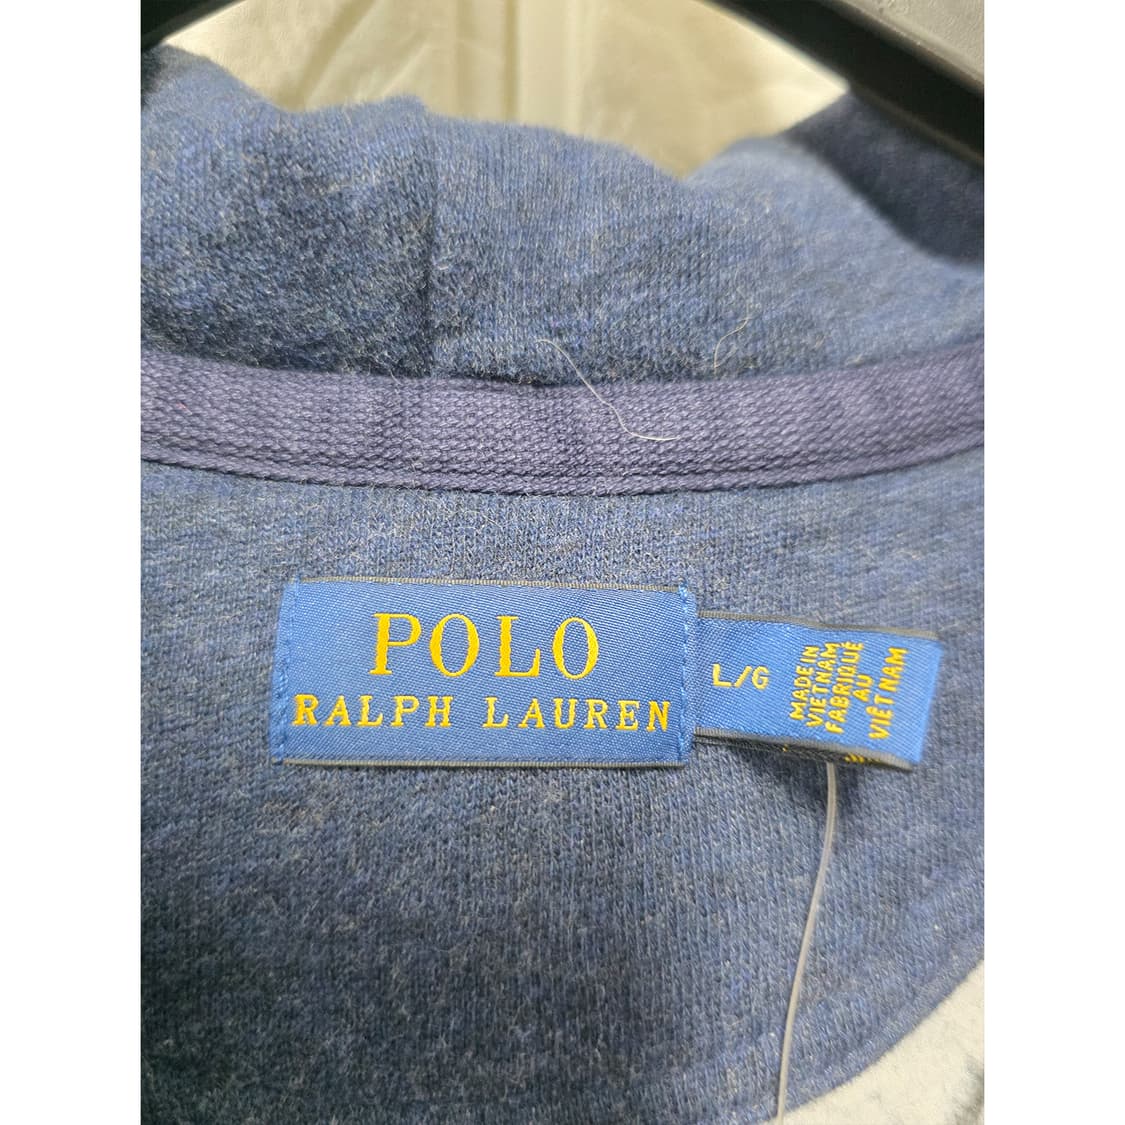 POLO
RALPH LAUREN
L/G
MADE IN
VIETNAM
FABRIQUÉ
AU
VIÊTNAM